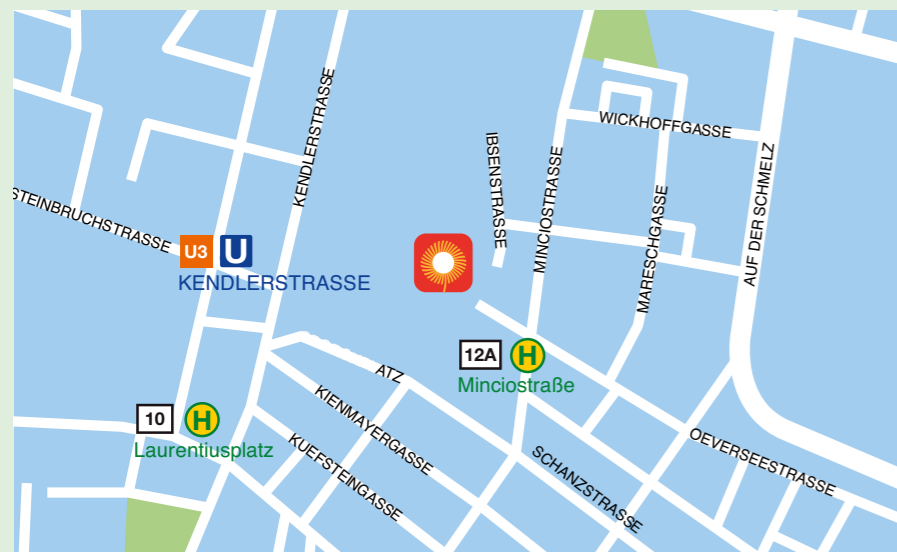 WICKHOFFGASSE
KENDLERSTRASSE
IBSENSTRASSE
MINCIOSTRASSE
MARESCHGASSE
AUF DER SCHMELZ
STEINBRUCHSTRASSE
U3 U
KENDLERSTRASSE
12A H
Minciostraße
ATZ
KIENMAYERGASSE
10 H
Laurentiusplatz
KUEFSTEINGASSE
SCHANZSTRASSE
OEVERSEESTRASSE